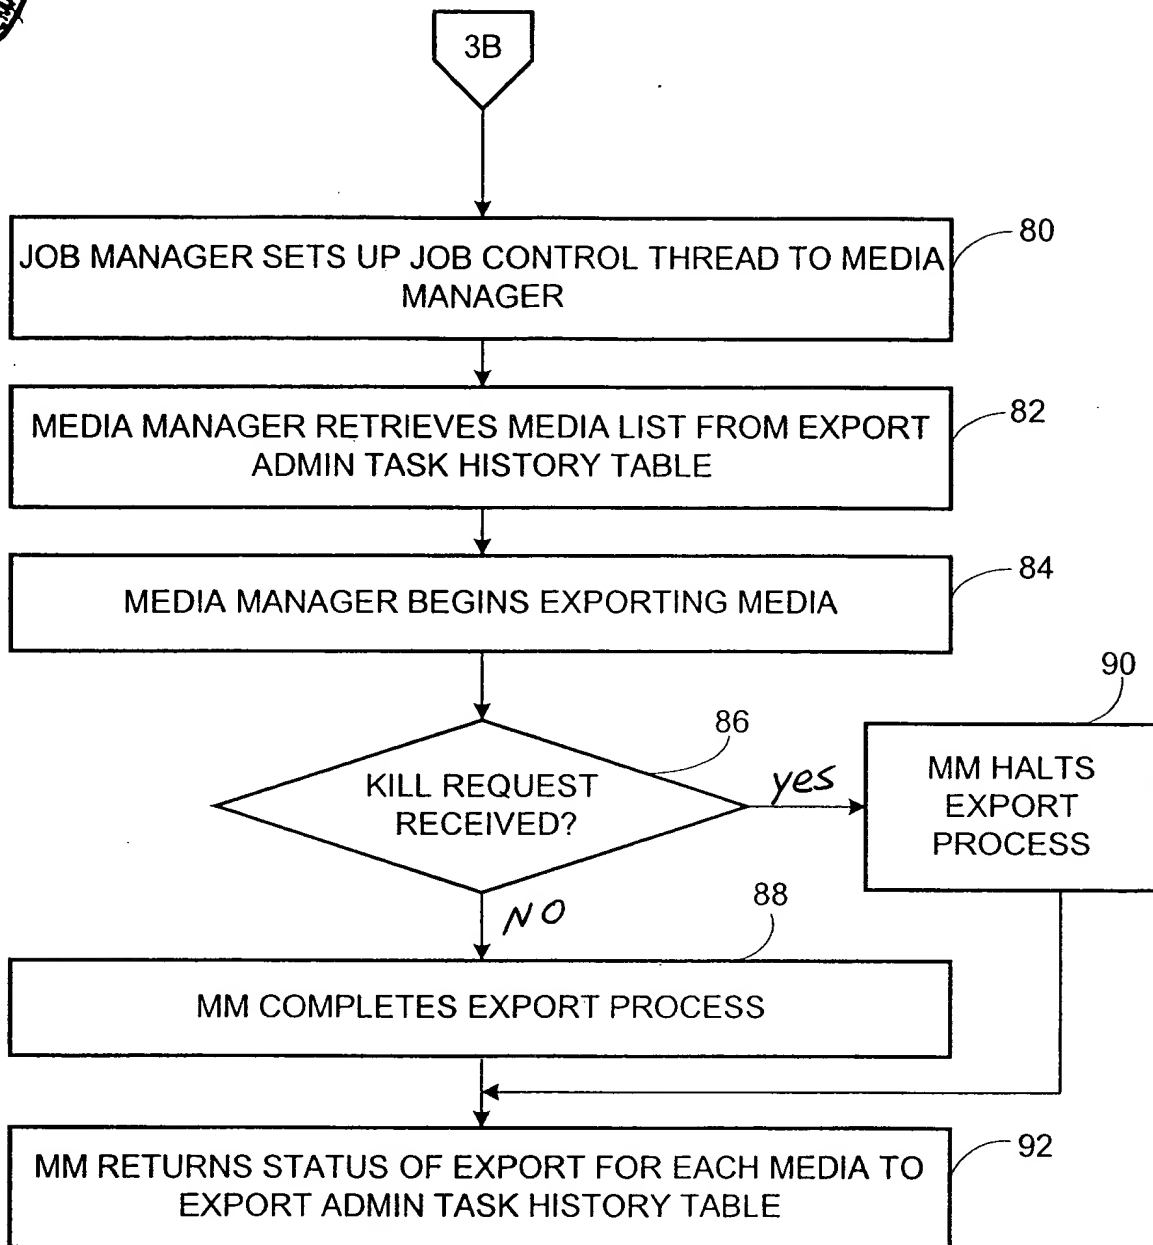 3B
80
JOB MANAGER SETS UP JOB CONTROL THREAD TO MEDIA
MANAGER
82
MEDIA MANAGER RETRIEVES MEDIA LIST FROM EXPORT
ADMIN TASK HISTORY TABLE
84
MEDIA MANAGER BEGINS EXPORTING MEDIA
90
86
KILL REQUEST
RECEIVED?
yes
MM HALTS
EXPORT
PROCESS
NO
88
MM COMPLETES EXPORT PROCESS
92
MM RETURNS STATUS OF EXPORT FOR EACH MEDIA TO
EXPORT ADMIN TASK HISTORY TABLE